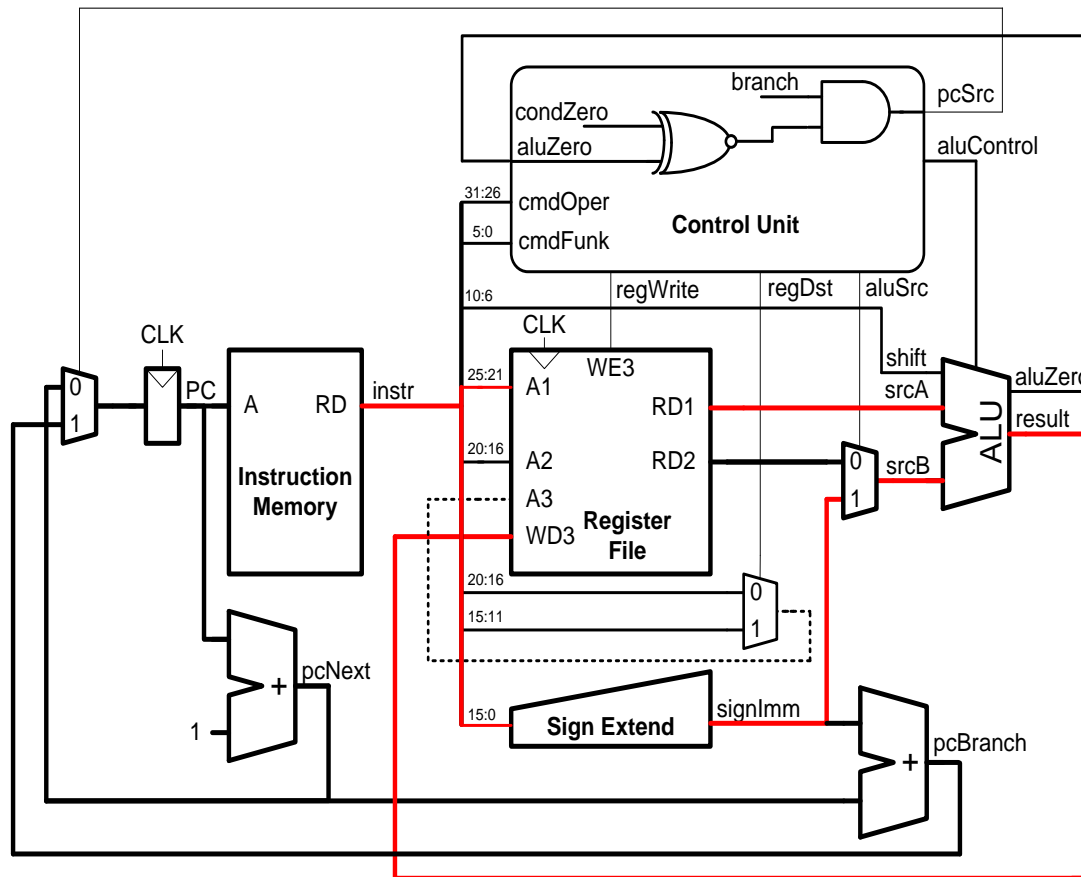 branch
pcSrc
condZero
aluZero
aluControl
31:26
cmdOper
5:0
cmdFunk
Control Unit
10:6
regWrite
regDst
aluSrc
CLK
CLK
shift
0
1
PC
A
RD
instr
25:21
A1
WE3
RD1
srcA
aluZero
result
ALU
20:16
A2
RD2
0
1
srcB
Instruction
Memory
A3
WD3
Register
File
20:16
15:11
0
1
pcNext
+
1
15:0
Sign Extend
signImm
pcBranch
+